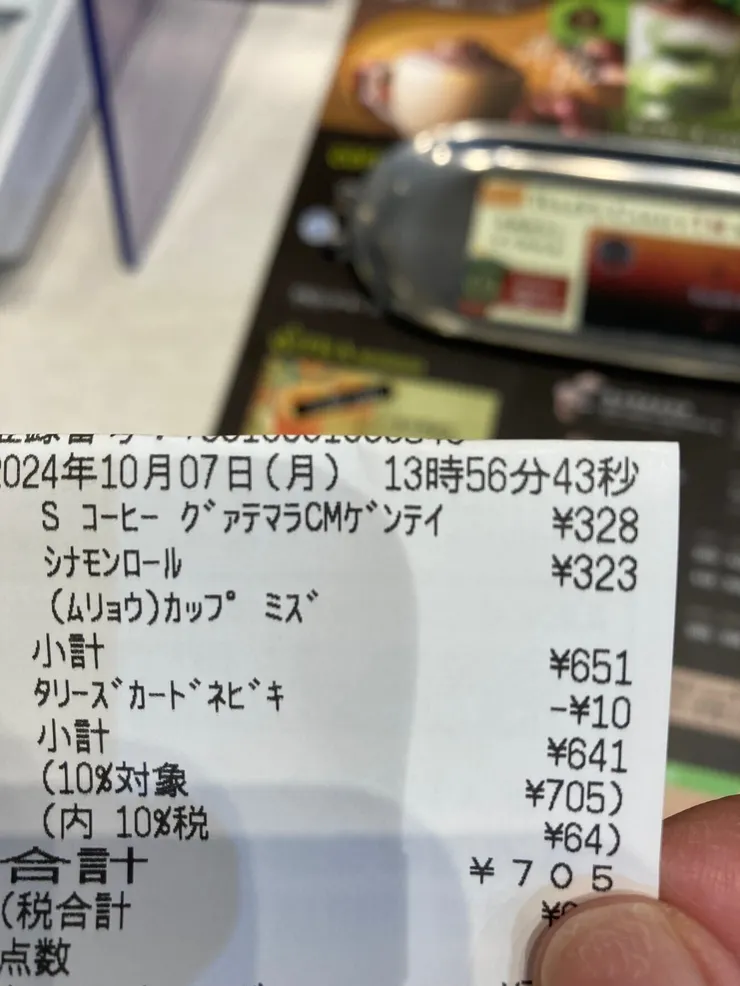 2024年10月07日(月) 13時56分43秒
S コーヒー グァテマラCMゲンテイ ¥328
シナモンロール ¥323
(ムリョウ)カップ ミズ
小計 ¥651
タリーズカードネビキ -¥10
小計 ¥641
(10%対象 ¥705)
(内 10%税 ¥64)
合計 ¥705
(税合計
点数